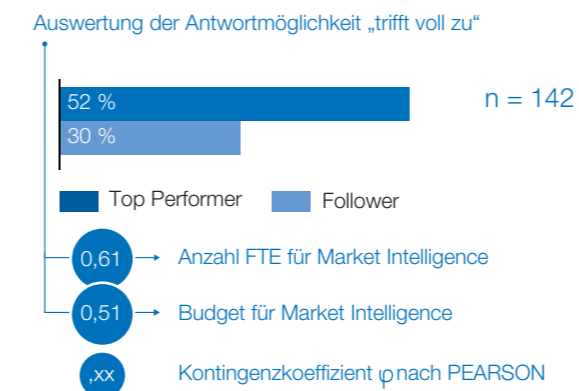 Auswertung der Antwortmöglichkeit „trifft voll zu“
52 %
n = 142
30 %
Top Performer
Follower
0,61
Anzahl FTE für Market Intelligence
0,51
Budget für Market Intelligence
,xx
Kontingenzkoeffizient φ nach PEARSON